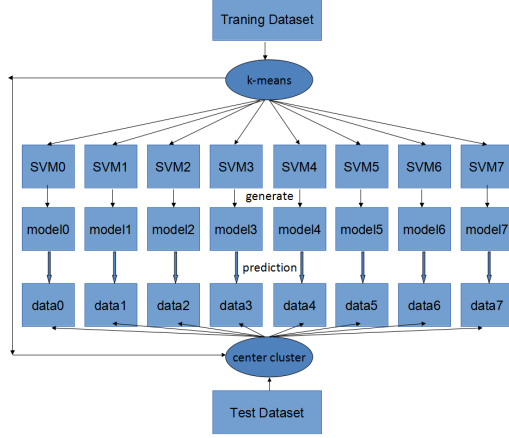 Traning Dataset
k-means
SVM0 SVM1 SVM2 SVM3 SVM4 SVM5 SVM6 SVM7
generate
model0 model1 model2 model3 model4 model5 model6 model7
prediction
data0 data1 data2 data3 data4 data5 data6 data7
center cluster
Test Dataset